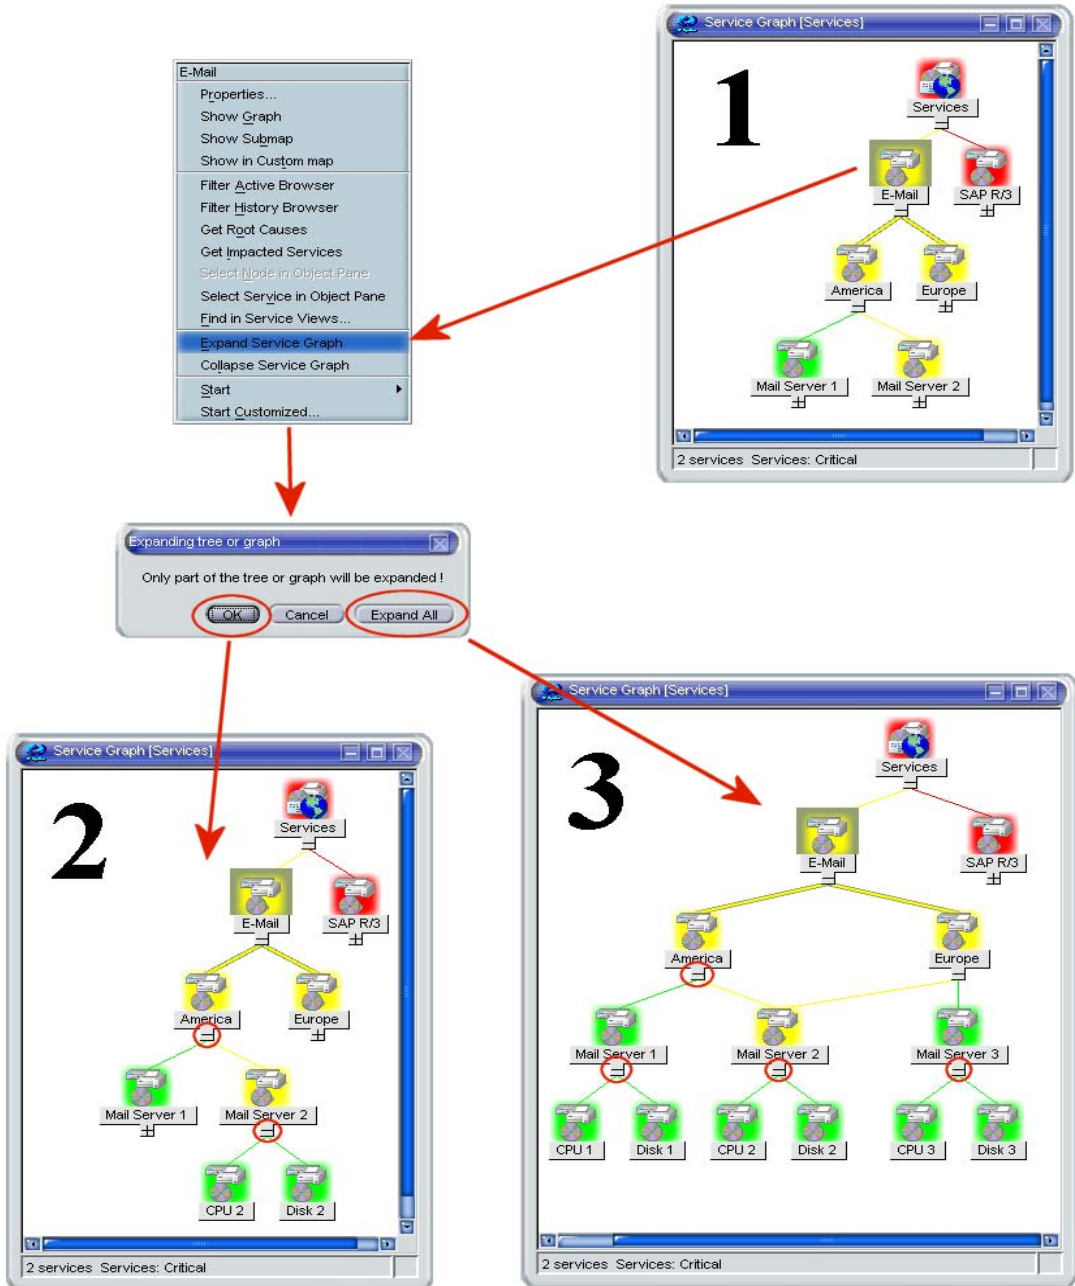 Service Graph [Services]
1
Services
E-Mail
SAP R/3
America
Europe
Mail Server 1
Mail Server 2
2 services Services: Critical
E-Mail
Properties...
Show Graph
Show Submap
Show in Custom map
Filter Active Browser
Filter History Browser
Get Root Causes
Get Impacted Services
Select Node in Object Pane
Select Service in Object Pane
Find in Service Views...
Expand Service Graph
Collapse Service Graph
Start
Start Customized...
Expanding tree or graph
Only part of the tree or graph will be expanded !
OK Cancel Expand All
Service Graph [Services]
2
Services
E-Mail
SAP R/3
America
Europe
Mail Server 1
Mail Server 2
CPU 2
Disk 2
2 services Services: Critical
Service Graph [Services]
3
Services
E-Mail
SAP R/3
America
Europe
Mail Server 1
Mail Server 2
Mail Server 3
CPU 1
Disk 1
CPU 2
Disk 2
CPU 3
Disk 3
2 services Services: Critical